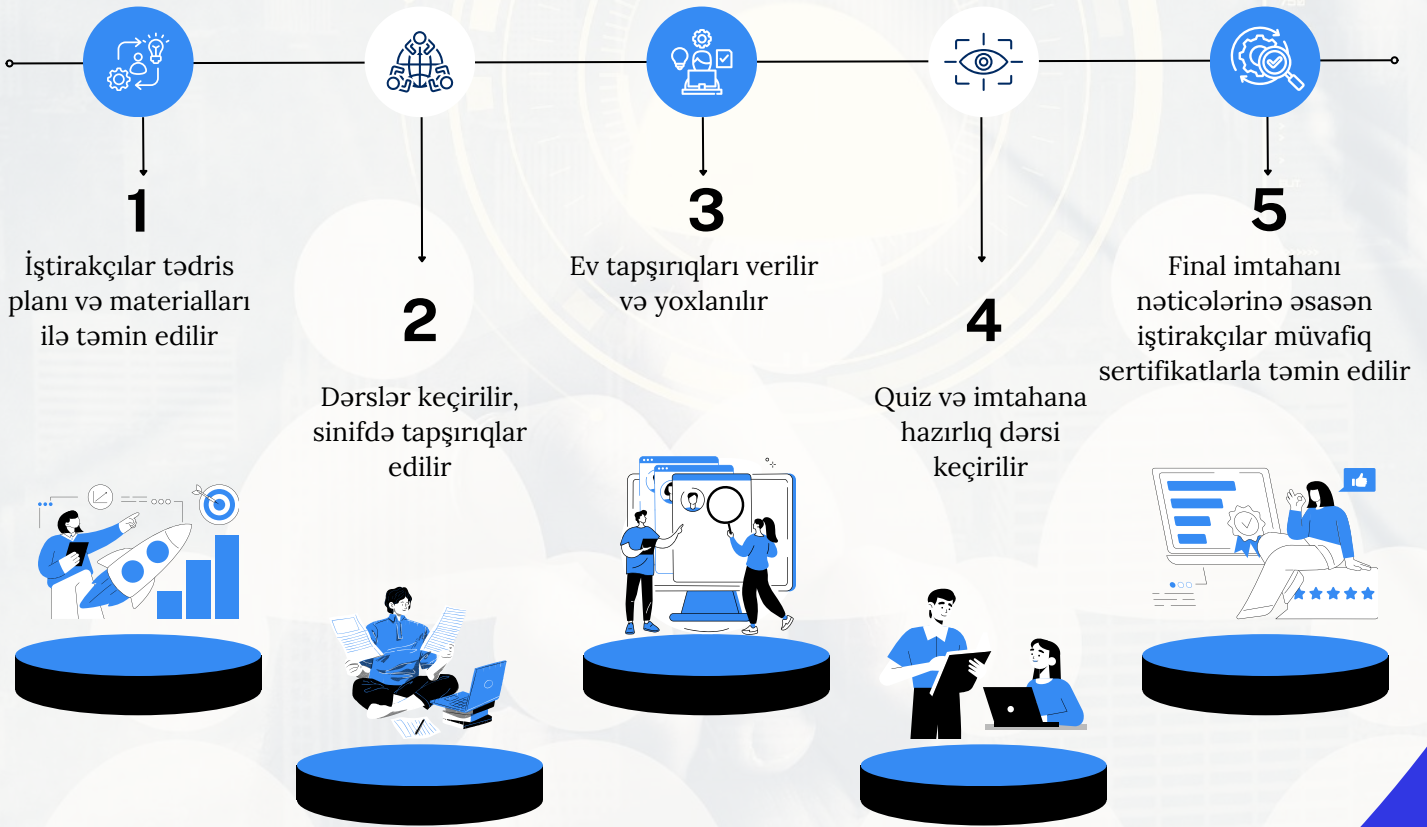 1
İştirakçılar tədris
planı və materialları
ilə təmin edilir
2
Dərslər keçirilir,
sinifdə tapşırıqlar
edilir
3
Ev tapşırıqları verilir
və yoxlanılır
4
Quiz və imtahana
hazırlıq dərsi
keçirilir
5
Final imtahanı
nəticələrinə əsasən
iştirakçılar müvafiq
sertifikatlarla təmin edilir